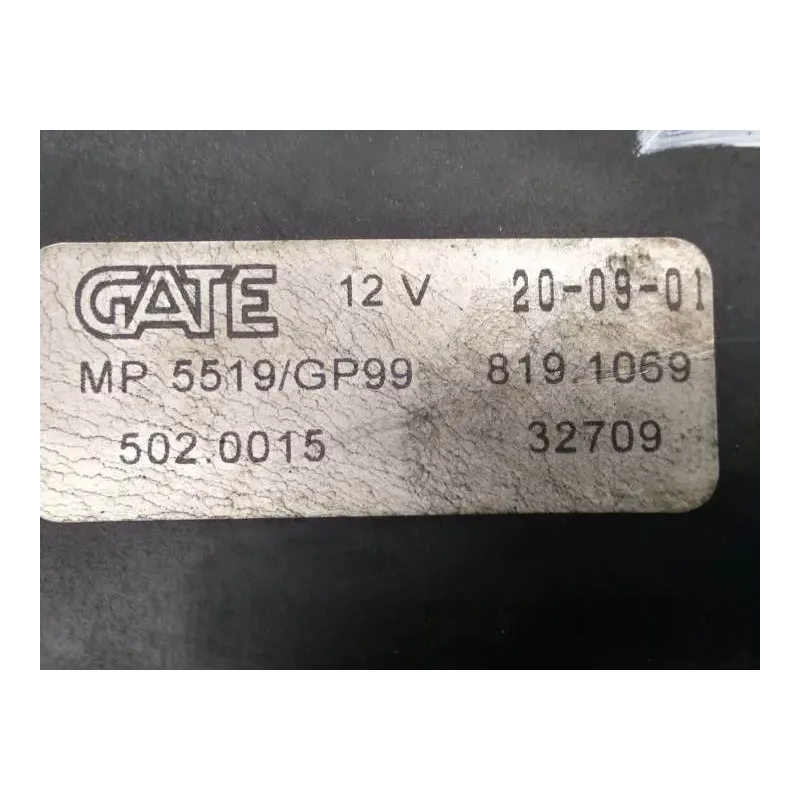 GATE 12 V 20-09-01
MP 5519/GP99 819.1069
502.0015 32709